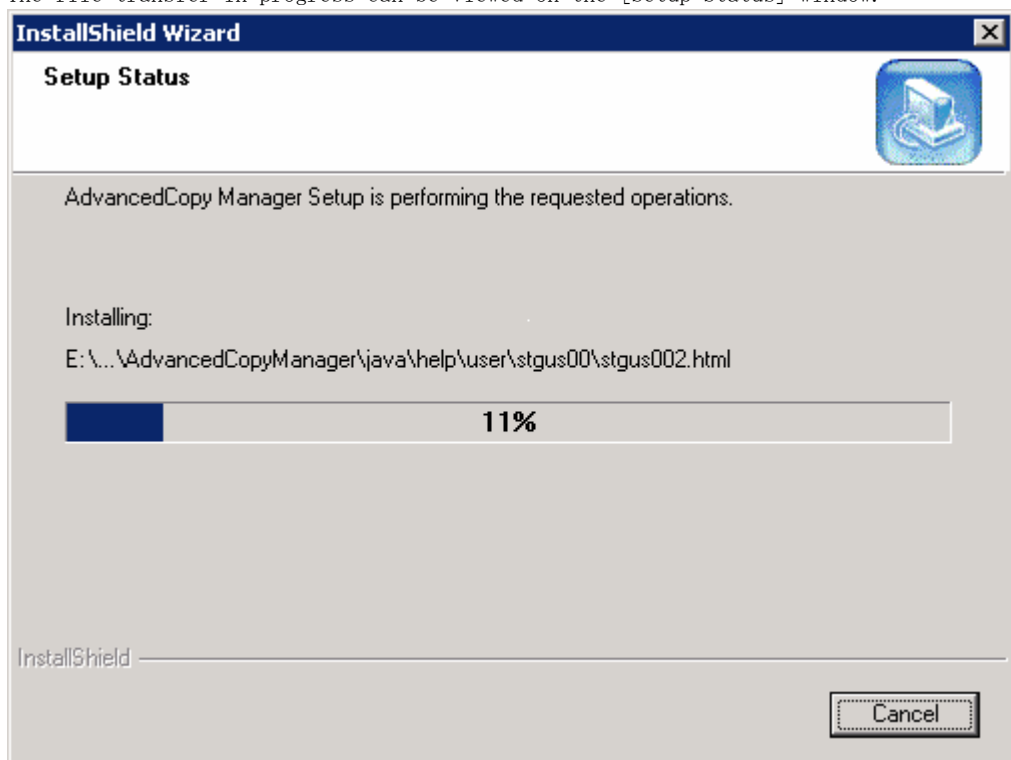 The file transfer in progress can be viewed on the [Setup Status] window.
InstallShield Wizard
Setup Status
AdvancedCopy Manager Setup is performing the requested operations.
Installing:
E:\...\AdvancedCopyManager\java\help\user\stgus00\stgus002.html
11%
InstallShield
Cancel